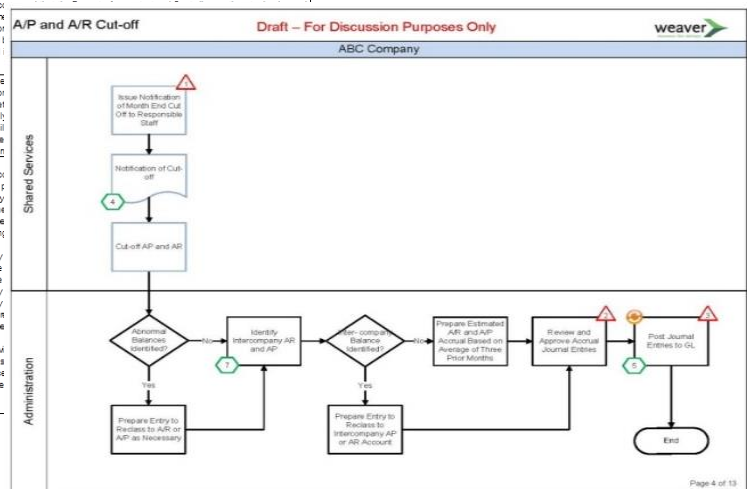 A/P and A/R Cut-off
Draft – For Discussion Purposes Only
weaver
ABC Company
Shared Services
1
Issue Notification
of Month End Cut
Off to Responsible
Staff
Notification of Cut-
off
4
Cut-off AP and AR
Administration
Abnormal
Balances
Identified?
No
Yes
Prepare Entry to
Reclass to A/R or
A/P as Necessary
Identify
Intercompany AR
and AP
7
Inter- company
Balance
Identified?
No
Yes
Prepare Entry to
Reclass to
Intercompany AP
or AR Account
Prepare Estimated
A/R and A/P
Accrual Based on
Average of Three
Prior Months
2
Review and
Approve Accrual
Journal Entries
3
Post Journal
Entries to GL
5
End
Page 4 of 13